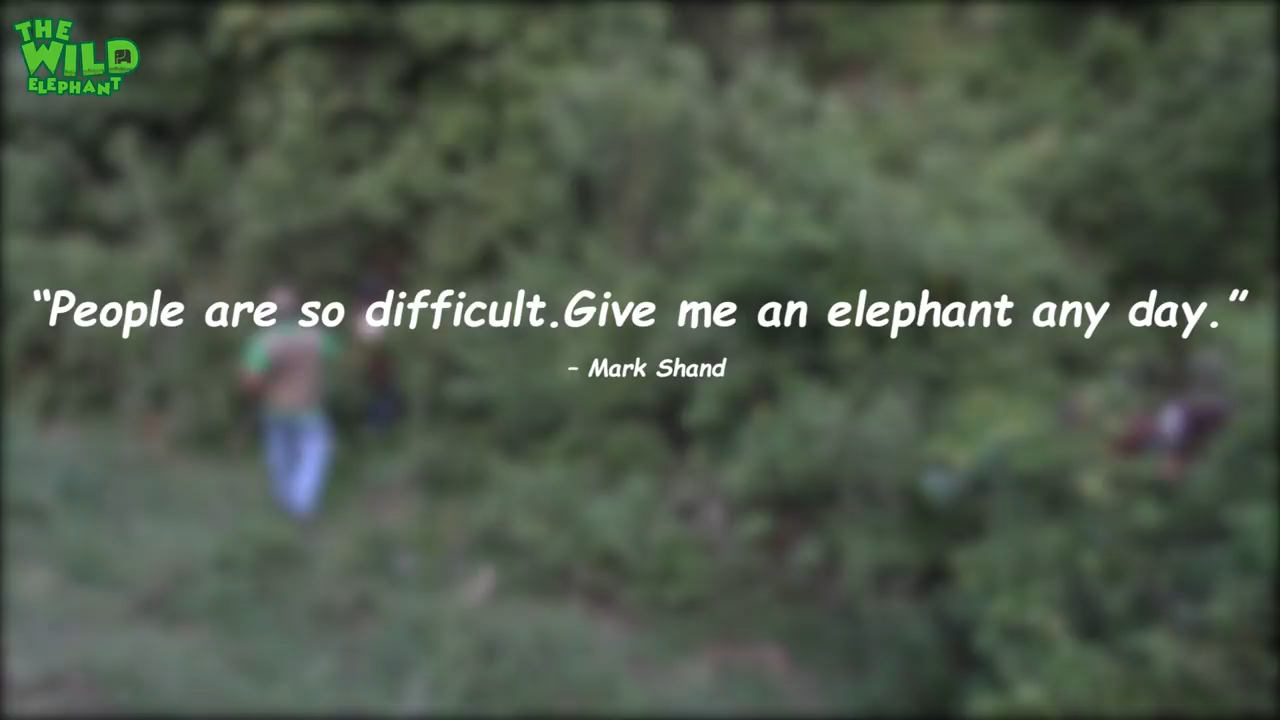 THE
WILD
ELEPHANT
“People are so difficult.Give me an elephant any day.”
– Mark Shand